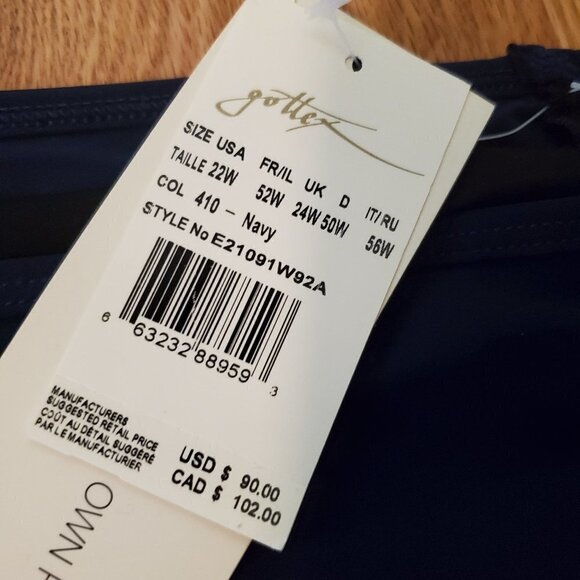 gottex
SIZE USA FR/IL UK D IT/RU
TAILLE 22W 52W 24W 50W 56W
COL 410 - Navy
STYLE No E21091W92A
6 63232 88959 3
MANUFACTURERS
SUGGESTED RETAIL PRICE
COÛT AU DÉTAIL SUGGÉRÉ
PAR LE MANUFACTURIER
USD $ 90.00
CAD $ 102.00
OWN